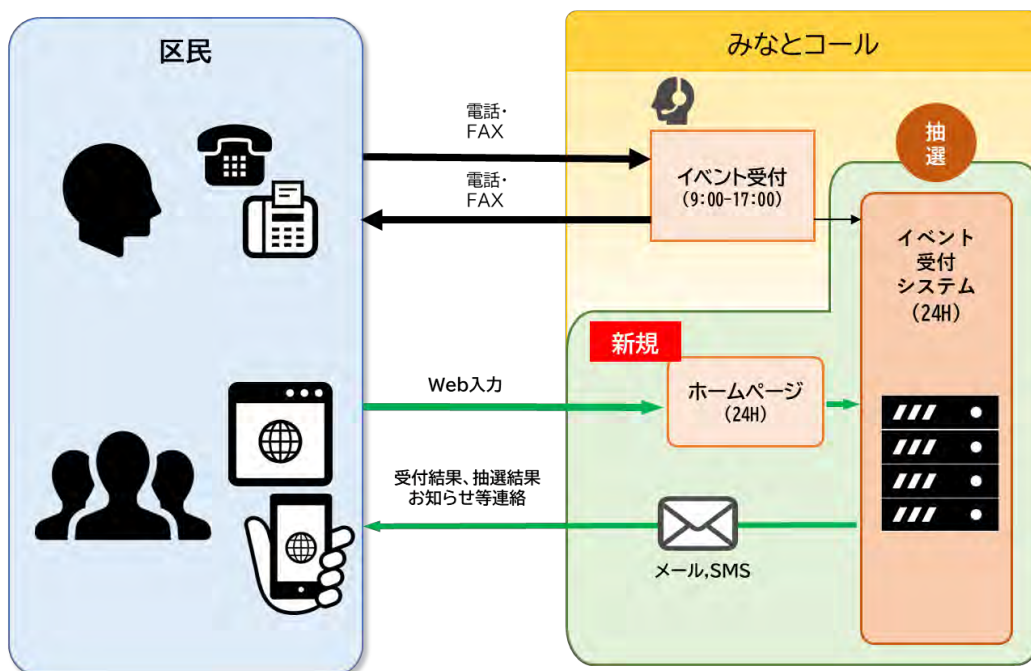 区民
みなとコール
電話・
FAX
電話・
FAX
イベント受付
(9:00-17:00)
抽
選
イベント
受付
システム
(24H)
新規
Web入力
ホームページ
(24H)
受付結果、抽選結果
お知らせ等連絡
メール,SMS